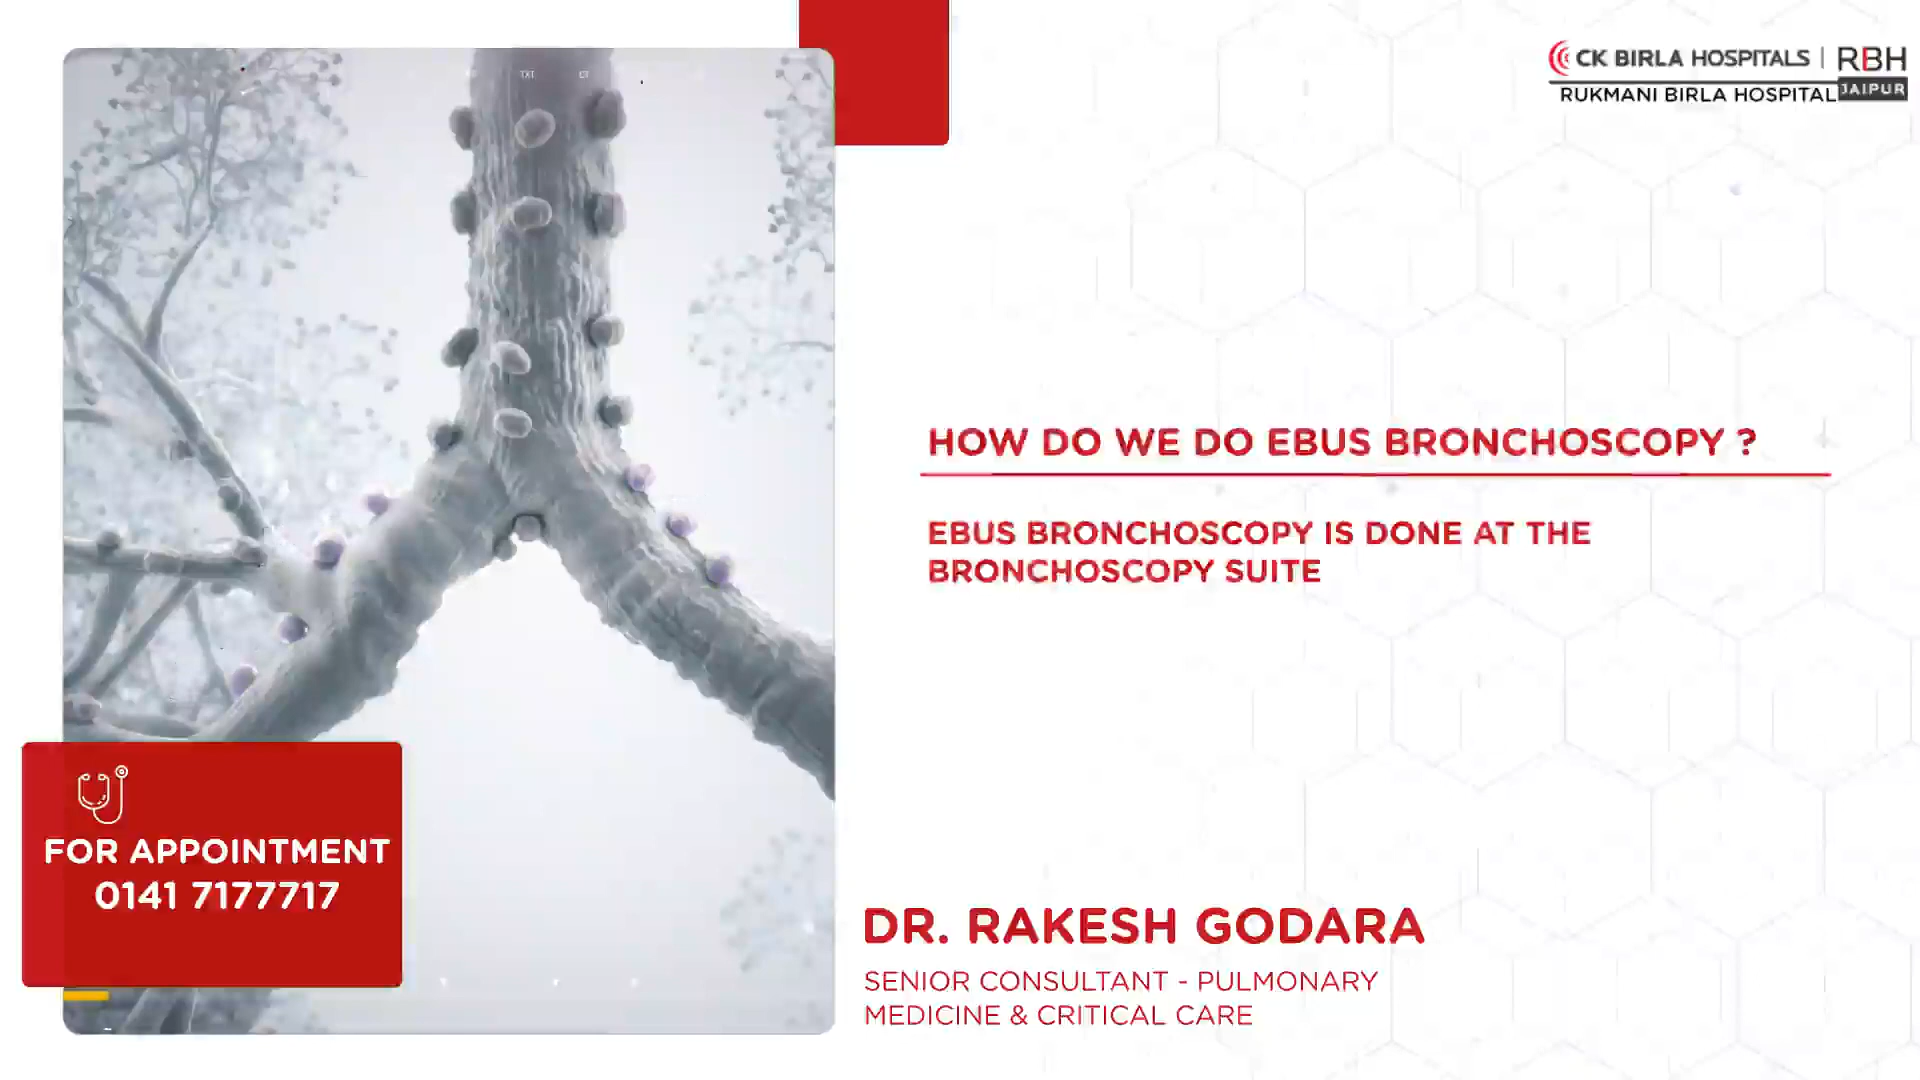 CK BIRLA HOSPITALS | RBH
RUKMANI BIRLA HOSPITAL JAIPUR
HOW DO WE DO EBUS BRONCHOSCOPY ?
EBUS BRONCHOSCOPY IS DONE AT THE
BRONCHOSCOPY SUITE
FOR APPOINTMENT
0141 7177717
DR. RAKESH GODARA
SENIOR CONSULTANT - PULMONARY
MEDICINE & CRITICAL CARE